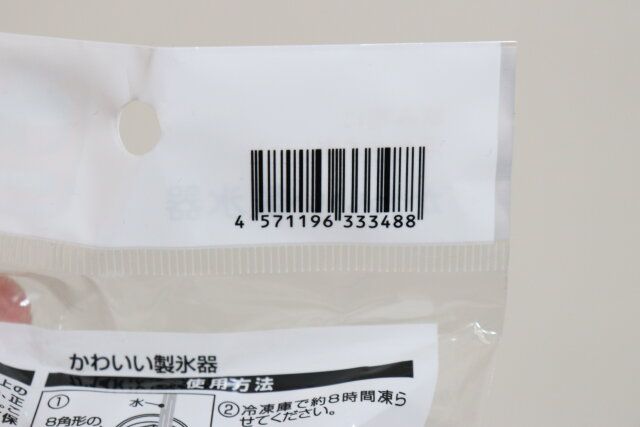 4 571196 333488
かわいい製氷器
使用方法
① 水
② 冷凍庫で約8時間凍ら
せてください。
8角形の